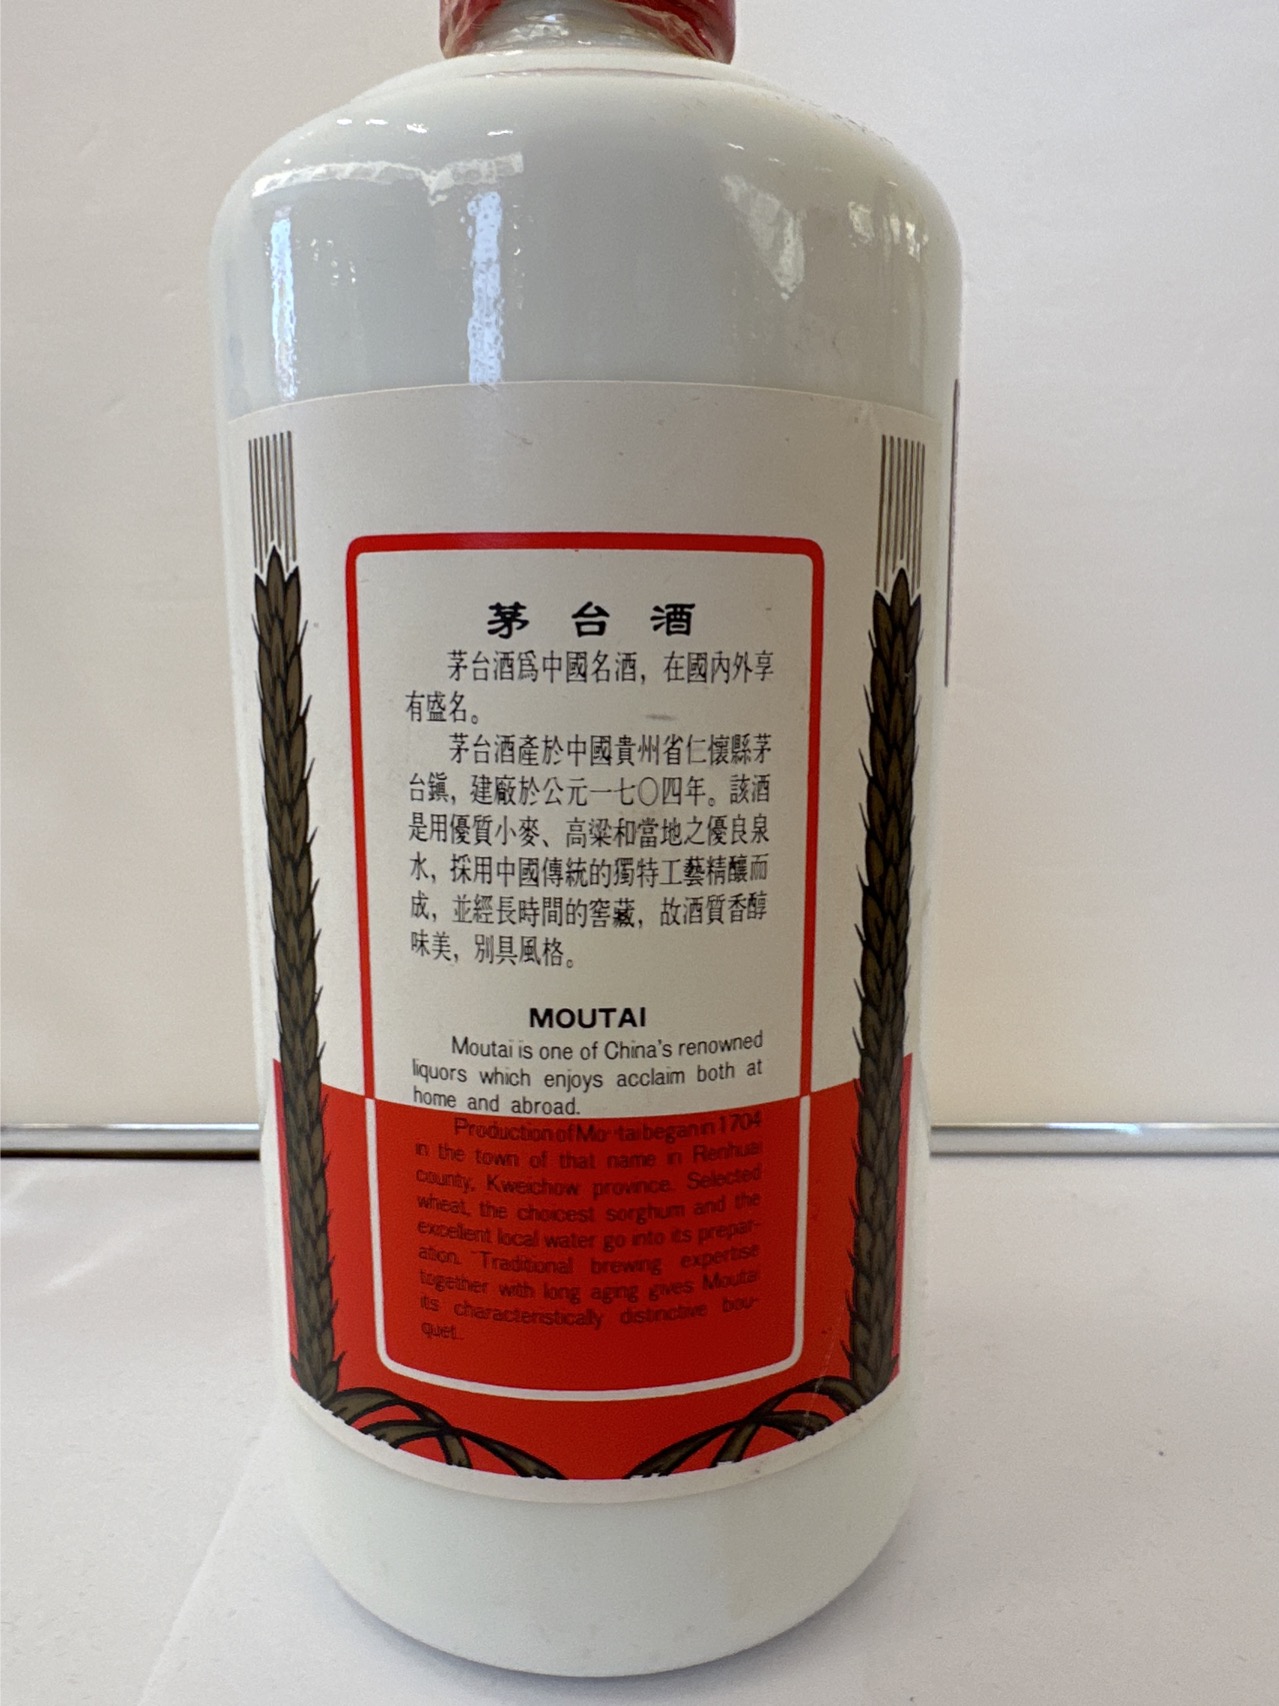 茅台酒
茅台酒爲中國名酒，在國內外享
有盛名。
茅台酒產於中國貴州省仁懷縣茅
台鎭，建廠於公元一七〇四年。該酒
是用優質小麥、高粱和當地之優良泉
水，採用中國傳統的獨特工藝精釀而
成，並經長時間的窖藏，故酒質香醇
味美，別具風格。
MOUTAI
Moutai is one of China's renowned
liquors which enjoys acclaim both at
home and abroad.
Production of Moutai began in 1704
in the town of that name in Renhuai
county, Kweichow province. Selected
wheat, the choicest sorghum and the
excellent local water go into its prepar-
ation. Traditional brewing expertise
together with long aging gives Moutai
its characteristically distinctive bou-
quet.